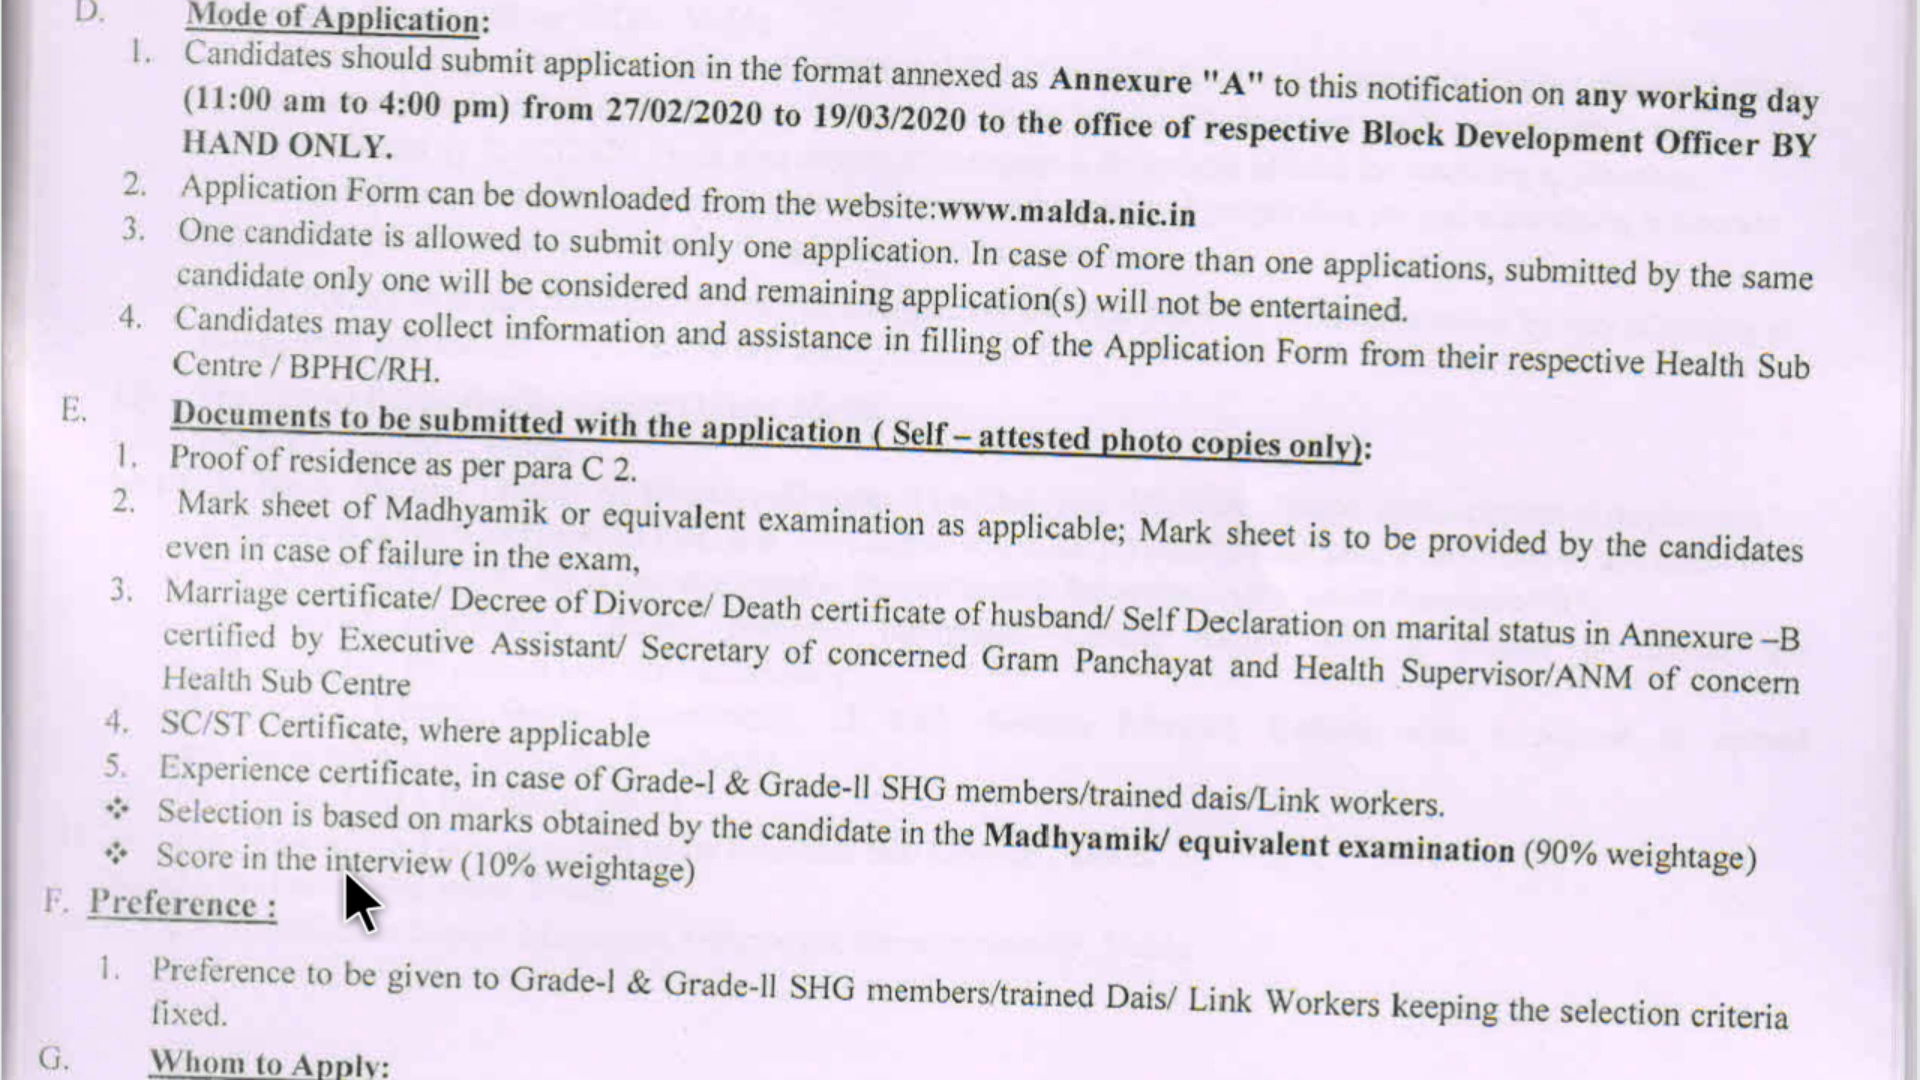 D. Mode of Application:
1. Candidates should submit application in the format annexed as Annexure "A" to this notification on any working day
(11:00 am to 4:00 pm) from 27/02/2020 to 19/03/2020 to the office of respective Block Development Officer BY
HAND ONLY.
2. Application Form can be downloaded from the website:www.malda.nic.in
3. One candidate is allowed to submit only one application. In case of more than one applications, submitted by the same
candidate only one will be considered and remaining application(s) will not be entertained.
4. Candidates may collect information and assistance in filling of the Application Form from their respective Health Sub
Centre / BPHC/RH.
E. Documents to be submitted with the application ( Self – attested photo copies only):
1. Proof of residence as per para C 2.
2. Mark sheet of Madhyamik or equivalent examination as applicable; Mark sheet is to be provided by the candidates
even in case of failure in the exam,
3. Marriage certificate/ Decree of Divorce/ Death certificate of husband/ Self Declaration on marital status in Annexure –B
certified by Executive Assistant/ Secretary of concerned Gram Panchayat and Health Supervisor/ANM of concern
Health Sub Centre
4. SC/ST Certificate, where applicable
5. Experience certificate, in case of Grade-l & Grade-ll SHG members/trained dais/Link workers.
❖ Selection is based on marks obtained by the candidate in the Madhyamik/ equivalent examination (90% weightage)
❖ Score in the interview (10% weightage)
F. Preference :
1. Preference to be given to Grade-l & Grade-ll SHG members/trained Dais/ Link Workers keeping the selection criteria
fixed.
G. Whom to Apply: